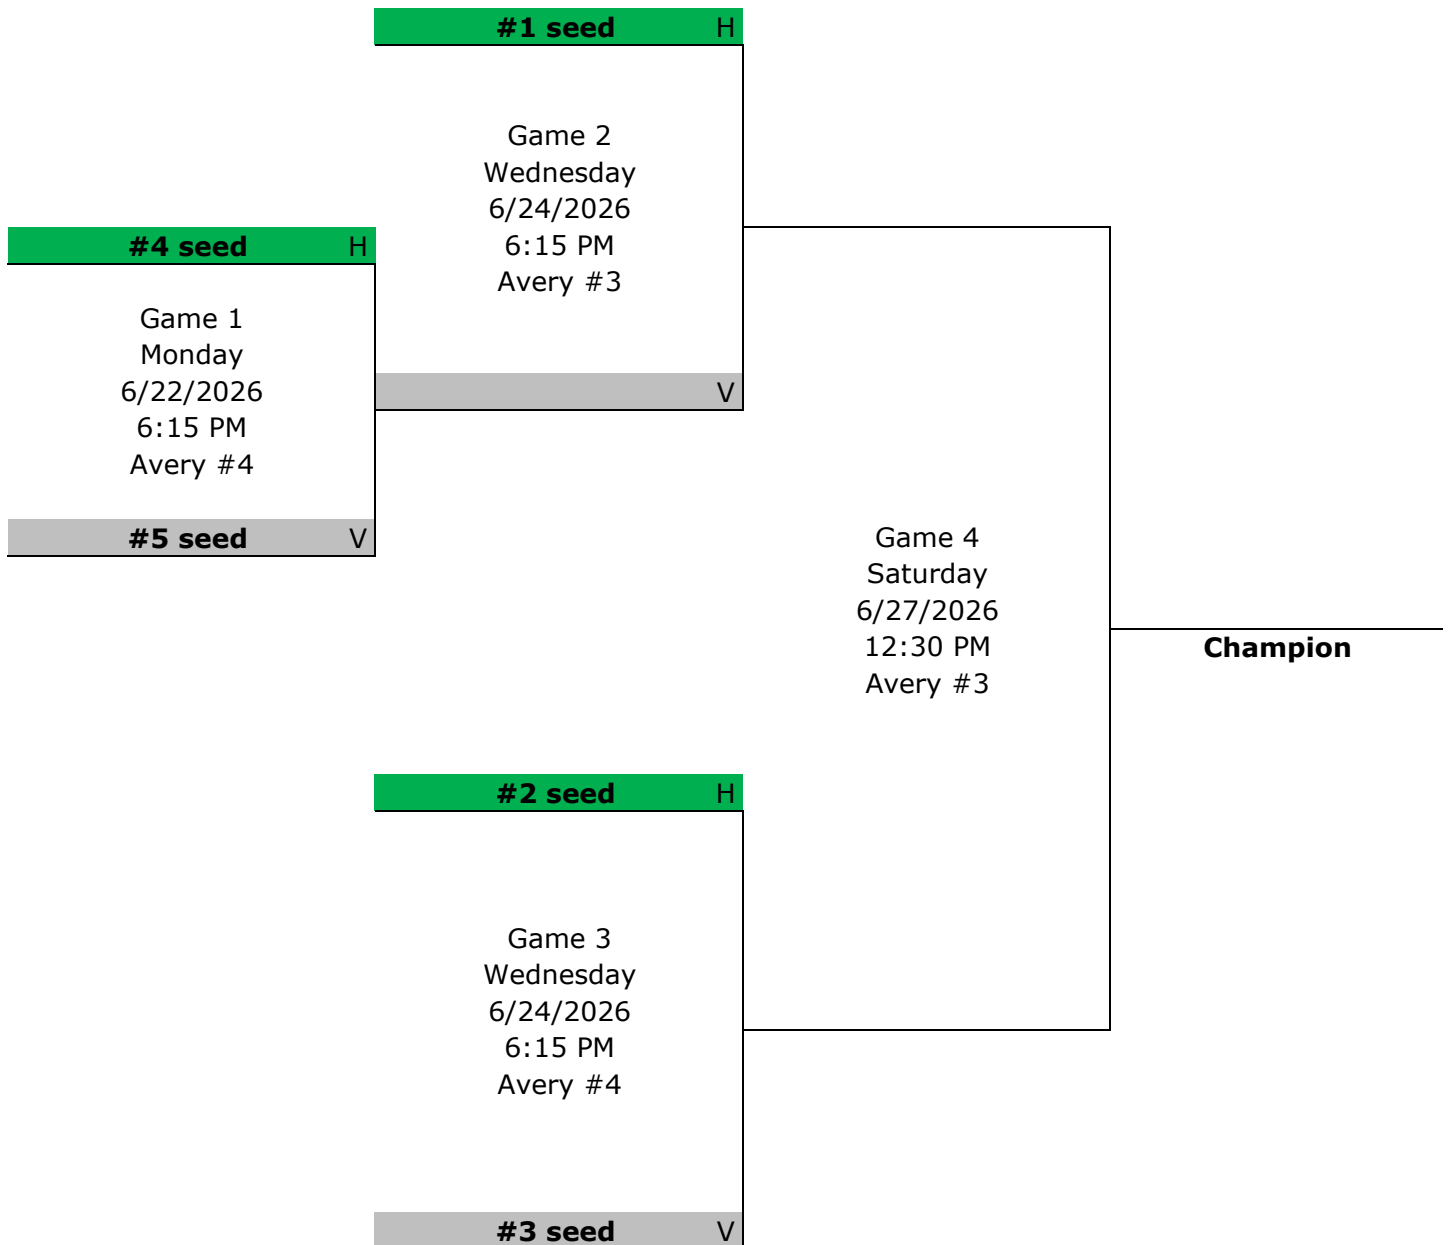 #1 seed H
Game 2
Wednesday
6/24/2026
6:15 PM
Avery #3
V
#4 seed H
Game 1
Monday
6/22/2026
6:15 PM
Avery #4
#5 seed V
Game 4
Saturday
6/27/2026
12:30 PM
Avery #3
Champion
#2 seed H
Game 3
Wednesday
6/24/2026
6:15 PM
Avery #4
#3 seed V